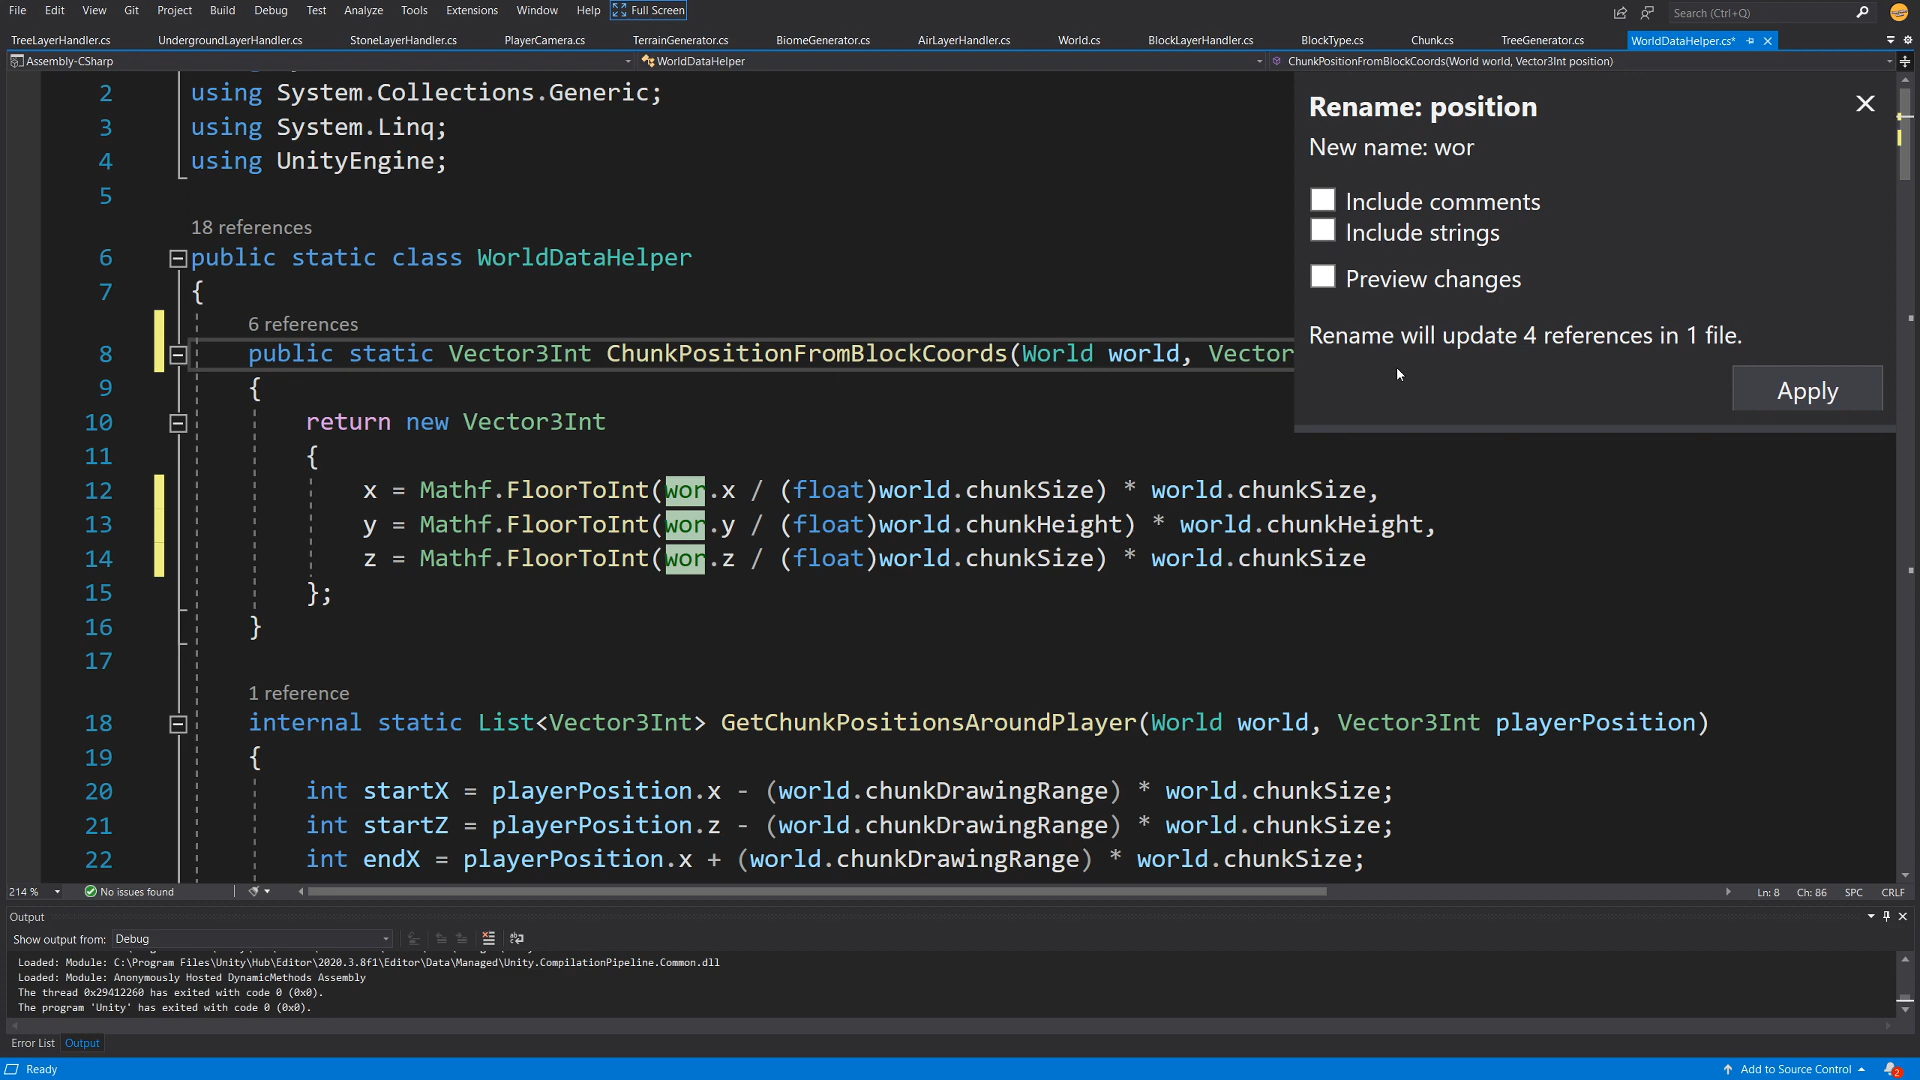 File Edit View Git Project Build Debug Test Analyze Tools Extensions Window Help Full Screen Search (Ctrl+Q)
TreeLayerHandler.cs UndergroundLayerHandler.cs StoneLayerHandler.cs PlayerCamera.cs TerrainGenerator.cs BiomeGenerator.cs AirLayerHandler.cs World.cs BlockLayerHandler.cs BlockType.cs Chunk.cs TreeGenerator.cs WorldDataHelper.cs*
Assembly-CSharp WorldDataHelper ChunkPositionFromBlockCoords(World world, Vector3Int position)
Rename: position
New name: wor
Include comments
Include strings
Preview changes
Rename will update 4 references in 1 file.
Apply
2 using System.Collections.Generic;
3 using System.Linq;
4 using UnityEngine;
5
18 references
6 public static class WorldDataHelper
7 {
6 references
8 public static Vector3Int ChunkPositionFromBlockCoords(World world, Vector
9 {
10 return new Vector3Int
11 {
12 x = Mathf.FloorToInt(wor.x / (float)world.chunkSize) * world.chunkSize,
13 y = Mathf.FloorToInt(wor.y / (float)world.chunkHeight) * world.chunkHeight,
14 z = Mathf.FloorToInt(wor.z / (float)world.chunkSize) * world.chunkSize
15 };
16 }
17
1 reference
18 internal static List<Vector3Int> GetChunkPositionsAroundPlayer(World world, Vector3Int playerPosition)
19 {
20 int startX = playerPosition.x - (world.chunkDrawingRange) * world.chunkSize;
21 int startZ = playerPosition.z - (world.chunkDrawingRange) * world.chunkSize;
22 int endX = playerPosition.x + (world.chunkDrawingRange) * world.chunkSize;
214 % No issues found Ln: 8 Ch: 86 SPC CRLF
Output
Show output from: Debug
Loaded: Module: C:\Program Files\Unity\Hub\Editor\2020.3.8f1\Editor\Data\Managed\Unity.CompilationPipeline.Common.dll
Loaded: Module: Anonymously Hosted DynamicMethods Assembly
The thread 0x29412260 has exited with code 0 (0x0).
The program 'Unity' has exited with code 0 (0x0).
Error List Output
Ready Add to Source Control 2